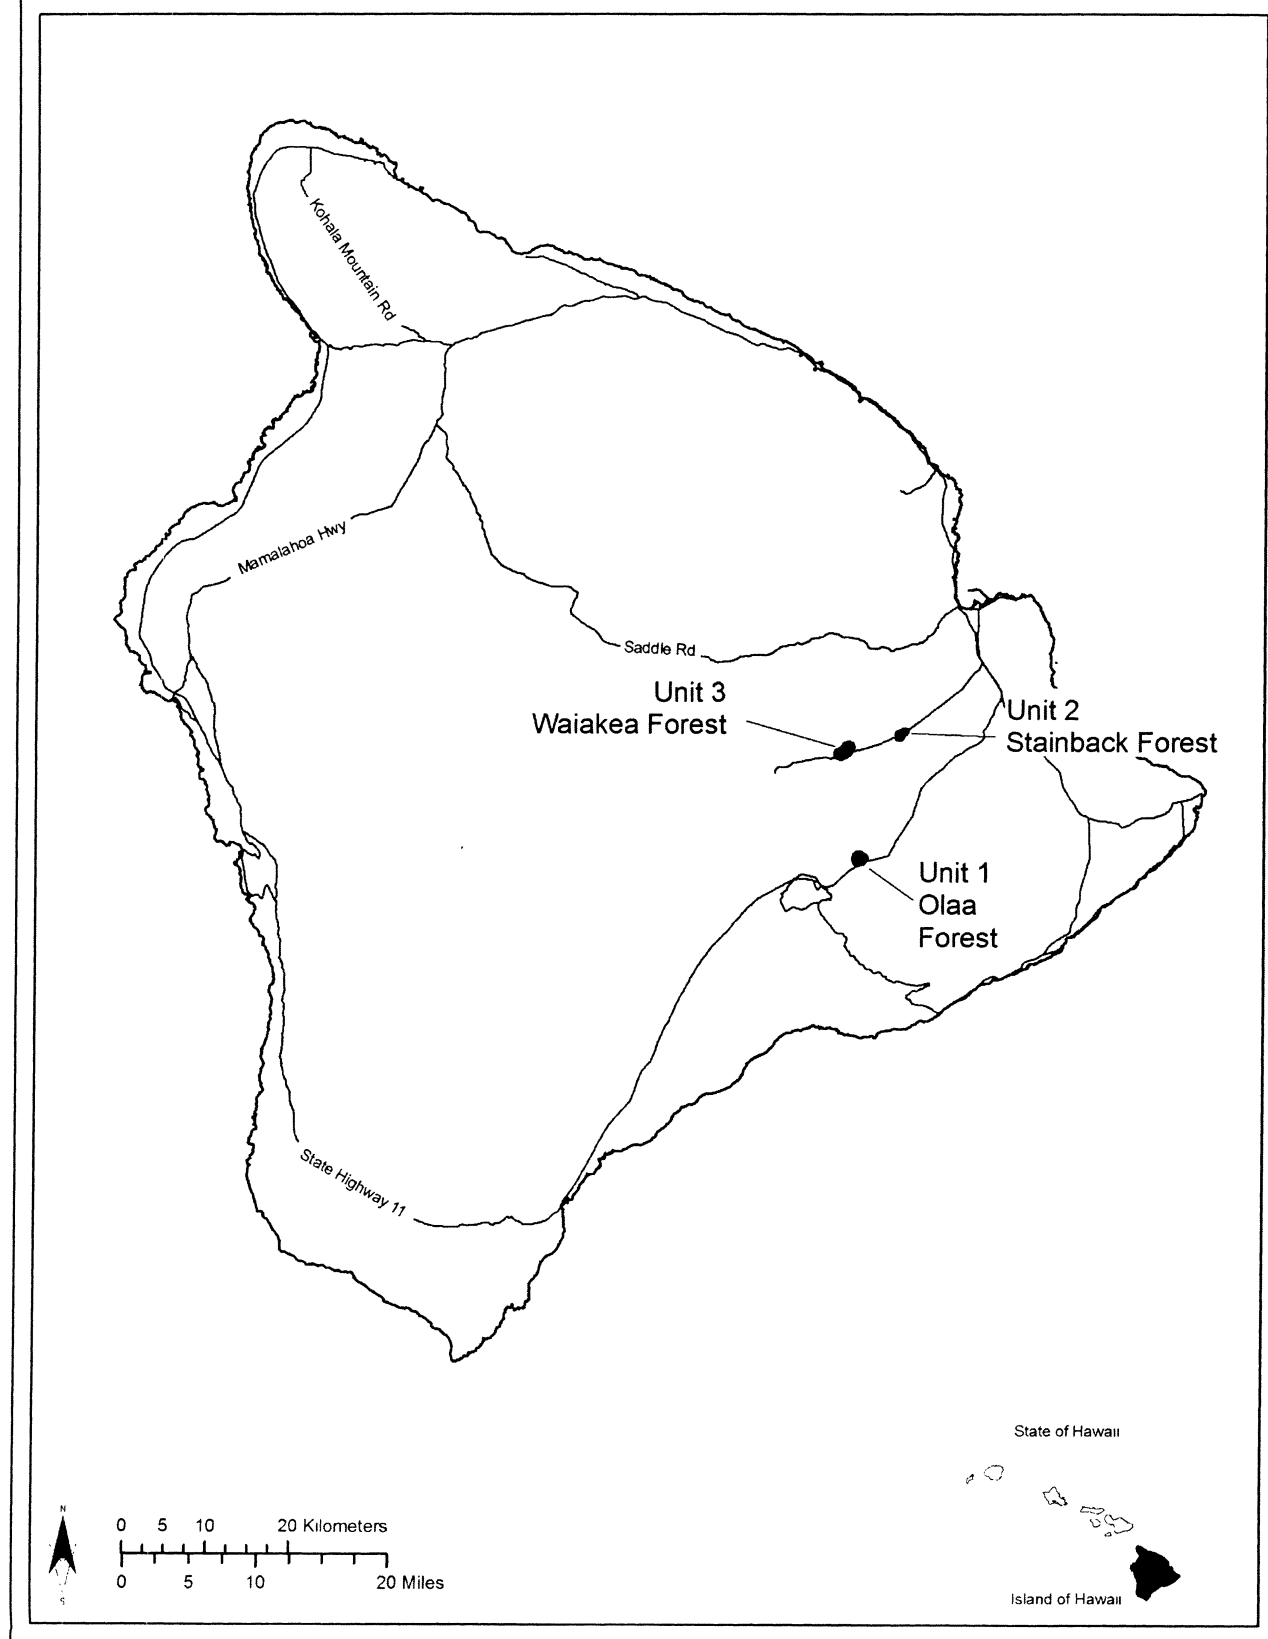 Kohala Mountain Rd
Mamalahoa Hwy
Saddle Rd
Unit 3
Waiakea Forest
Unit 2
Stainback Forest
Unit 1
Olaa
Forest
State Highway 11
State of Hawaii
N
S
0 5 10 20 Kilometers
0 5 10 20 Miles
Island of Hawaii